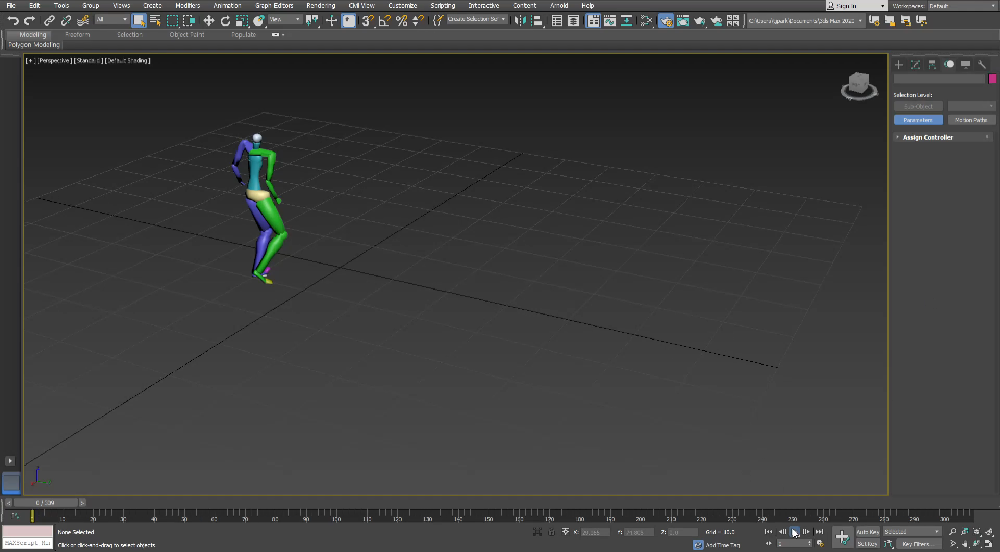 File Edit Tools Group Views Create Modifiers Animation Graph Editors Rendering Civil View Customize Scripting Interactive Content Arnold Help Sign In Workspaces: Default
All View Create Selection Set C:\Users\tjpark\Documents\3ds Max 2020
Modeling Freeform Selection Object Paint Populate
Polygon Modeling
[+] [Perspective] [Standard] [Default Shading]
Selection Level:
Sub-Object
Parameters Motion Paths
Assign Controller
z
x y
< 0 / 309 >
0 10 20 30 40 50 60 70 80 90 100 110 120 130 140 150 160 170 180 190 200 210 220 230 240 250 260 270 280 290 300
None Selected X: 29.065 Y: 74.808 Z: 0.0 Grid = 10.0 Auto Key Selected
MAXScript Mi Click or click-and-drag to select objects Add Time Tag 0 Set Key Key Filters...